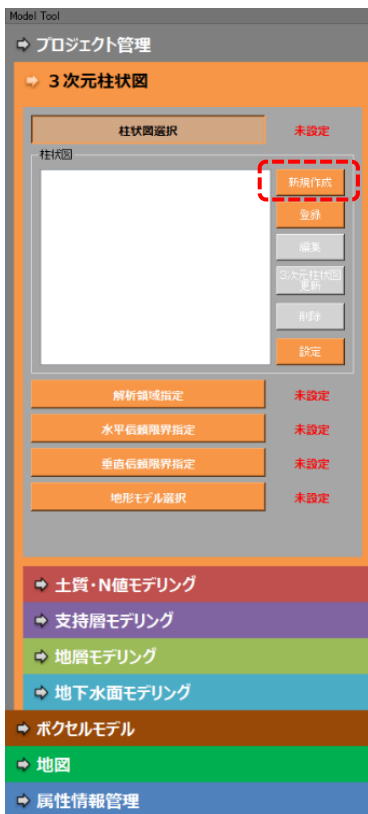 Model Tool
プロジェクト管理
3次元柱状図
柱状図選択 未設定
柱状図
新規作成
登録
編集
3次元柱状図
更新
削除
設定
解析領域指定 未設定
水平信頼限界指定 未設定
垂直信頼限界指定 未設定
地形モデル選択 未設定
土質・N値モデリング
支持層モデリング
地層モデリング
地下水面モデリング
ボクセルモデル
地図
属性情報管理